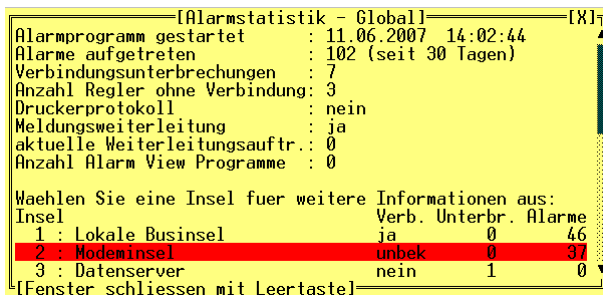 [Alarmstatistik - Global] [X]
Alarmprogramm gestartet : 11.06.2007 14:02:44
Alarme aufgetreten : 102 (seit 30 Tagen)
Verbindungsunterbrechungen : 7
Anzahl Regler ohne Verbindung: 3
Druckerprotokoll : nein
Meldungsweiterleitung : ja
aktuelle Weiterleitungsauftr.: 0
Anzahl Alarm View Programme : 0
Waehlen Sie eine Insel fuer weitere Informationen aus:
Insel Verb. Unterbr. Alarme
1 : Lokale Businsel ja 0 46
2 : Modeminsel unbek 0 37
3 : Datenserver nein 1 0
[Fenster schliessen mit Leertaste]